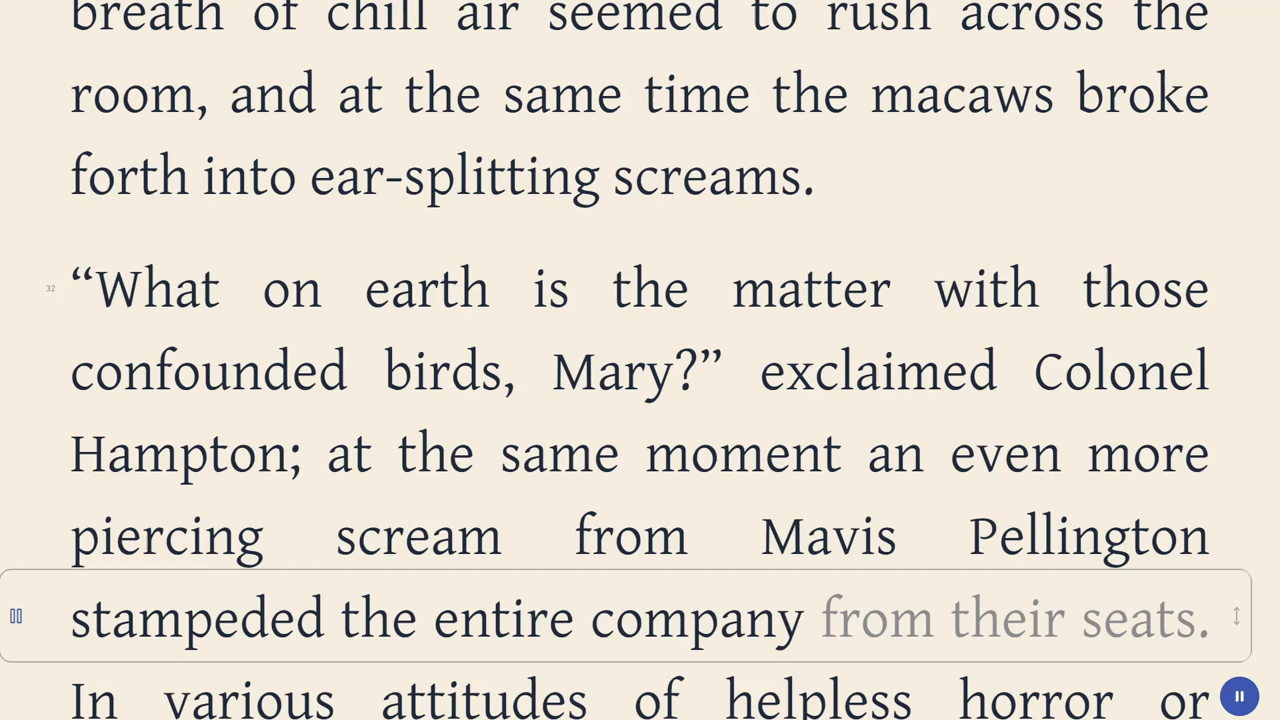 breath of chill air seemed to rush across the
room, and at the same time the macaws broke
forth into ear-splitting screams.
32
“What on earth is the matter with those
confounded birds, Mary?” exclaimed Colonel
Hampton; at the same moment an even more
piercing scream from Mavis Pellington
stampeded the entire company from their seats.
In various attitudes of helpless horror or